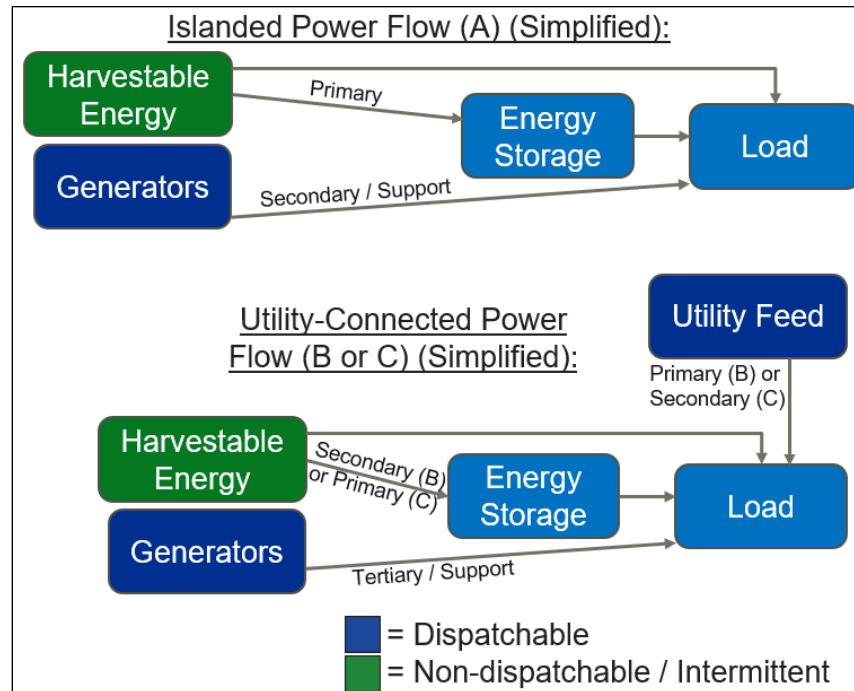 Islanded Power Flow (A) (Simplified):
Harvestable
Energy
Primary
Energy
Storage
Load
Generators
Secondary / Support
Utility-Connected Power
Flow (B or C) (Simplified):
Utility Feed
Primary (B) or
Secondary (C)
Harvestable
Energy
Secondary (B)
or Primary (C)
Energy
Storage
Load
Generators
Tertiary / Support
= Dispatchable
= Non-dispatchable / Intermittent